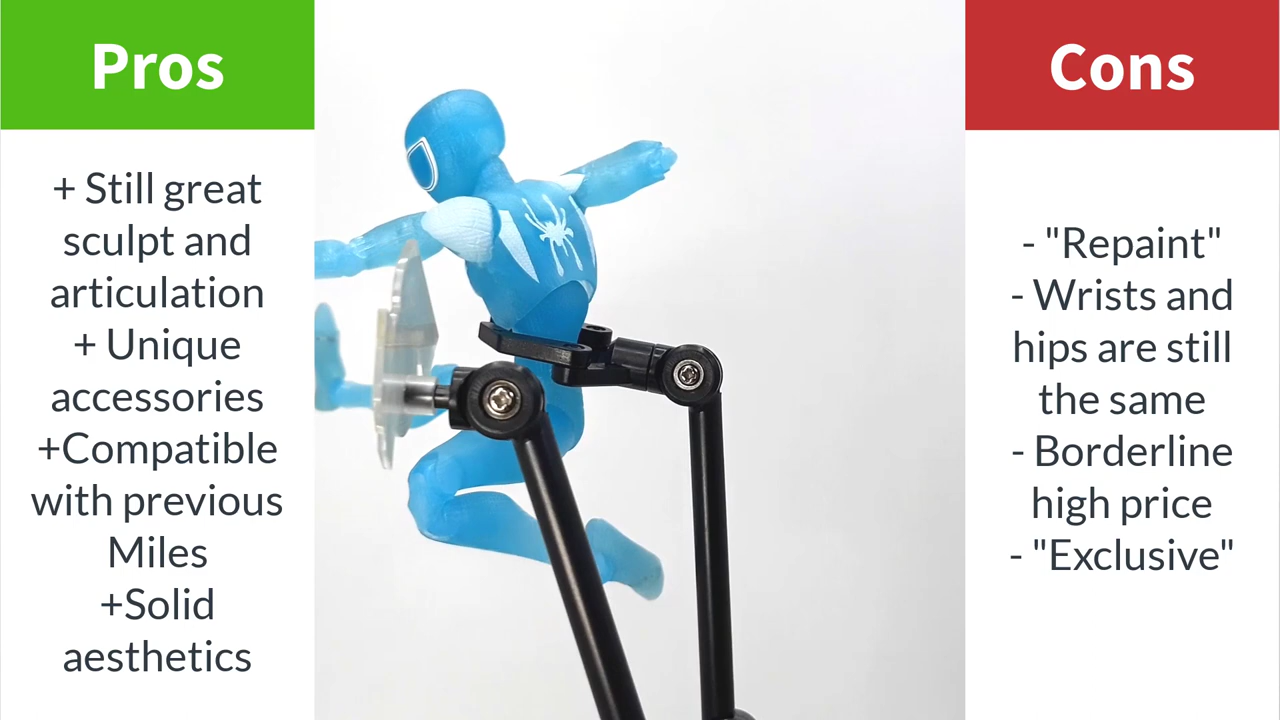 Pros
+ Still great
sculpt and
articulation
+ Unique
accessories
+Compatible
with previous
Miles
+Solid
aesthetics
Cons
- "Repaint"
- Wrists and
hips are still
the same
- Borderline
high price
- "Exclusive"